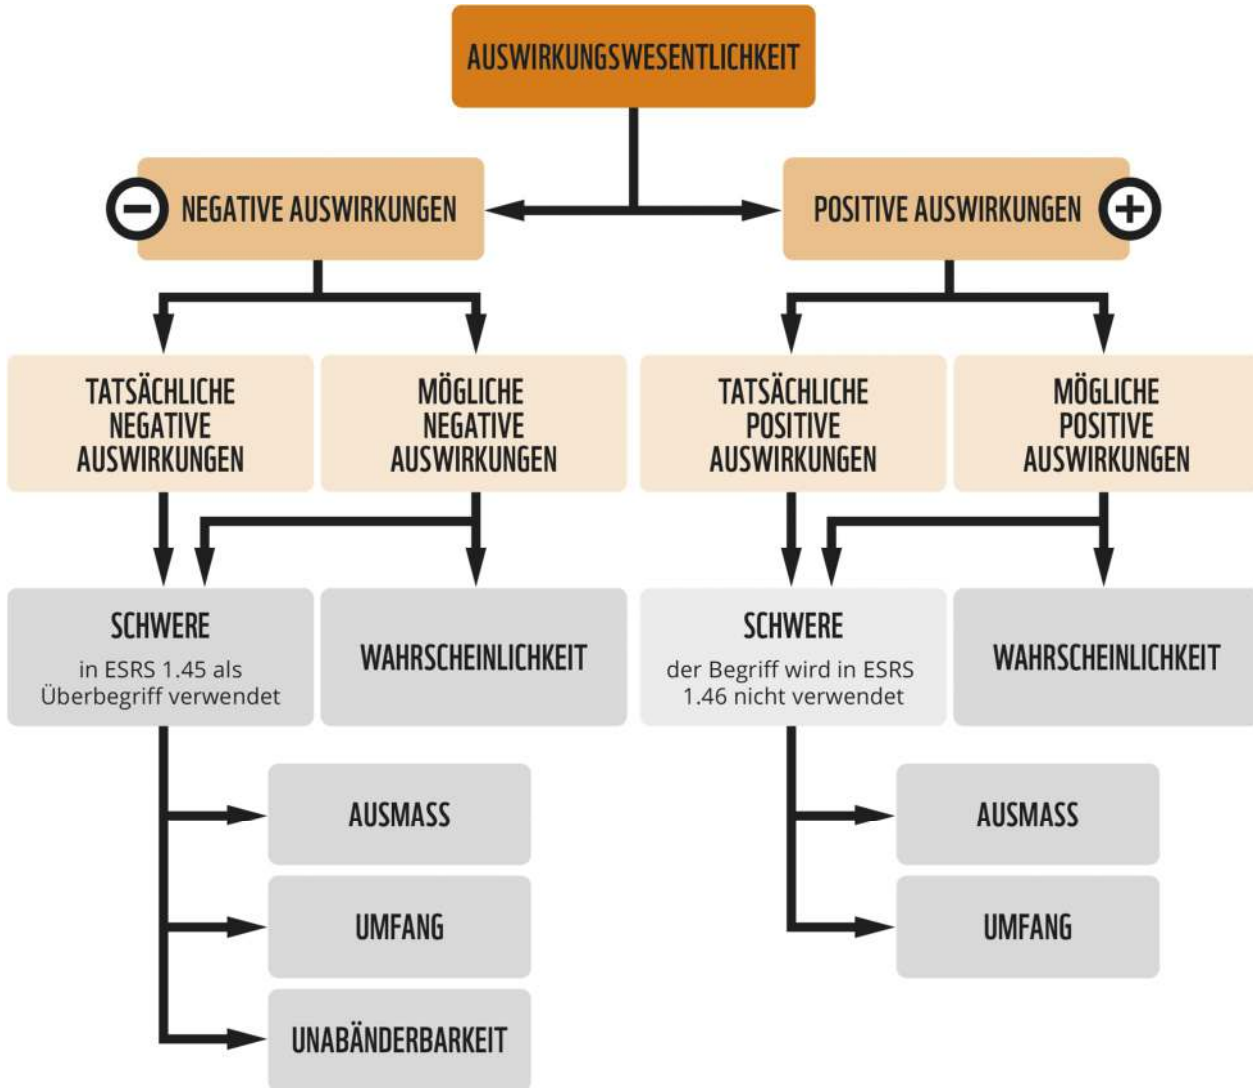 AUSWIRKUNGSWESENTLICHKEIT
NEGATIVE AUSWIRKUNGEN
POSITIVE AUSWIRKUNGEN
TATSÄCHLICHE
NEGATIVE
AUSWIRKUNGEN
MÖGLICHE
NEGATIVE
AUSWIRKUNGEN
TATSÄCHLICHE
POSITIVE
AUSWIRKUNGEN
MÖGLICHE
POSITIVE
AUSWIRKUNGEN
SCHWERE
in ESRS 1.45 als
Überbegriff verwendet
WAHRSCHEINLICHKEIT
SCHWERE
der Begriff wird in ESRS
1.46 nicht verwendet
WAHRSCHEINLICHKEIT
AUSMASS
UMFANG
UNABÄNDERBARKEIT
AUSMASS
UMFANG